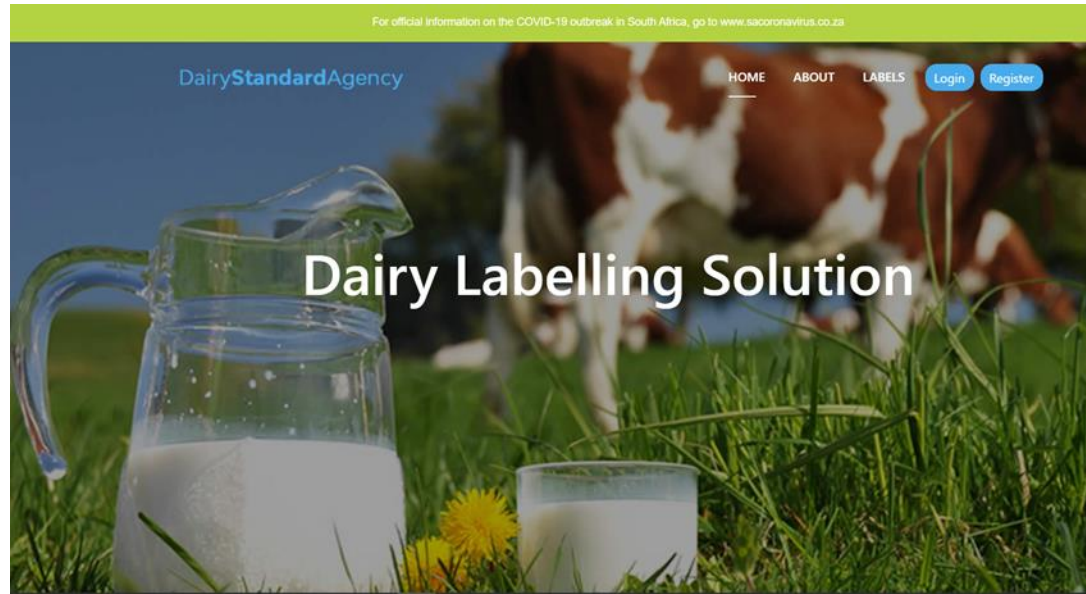 For official information on the COVID-19 outbreak in South Africa, go to www.sacoronavirus.co.za
DairyStandardAgency
HOME ABOUT LABELS Login Register
Dairy Labelling Solution